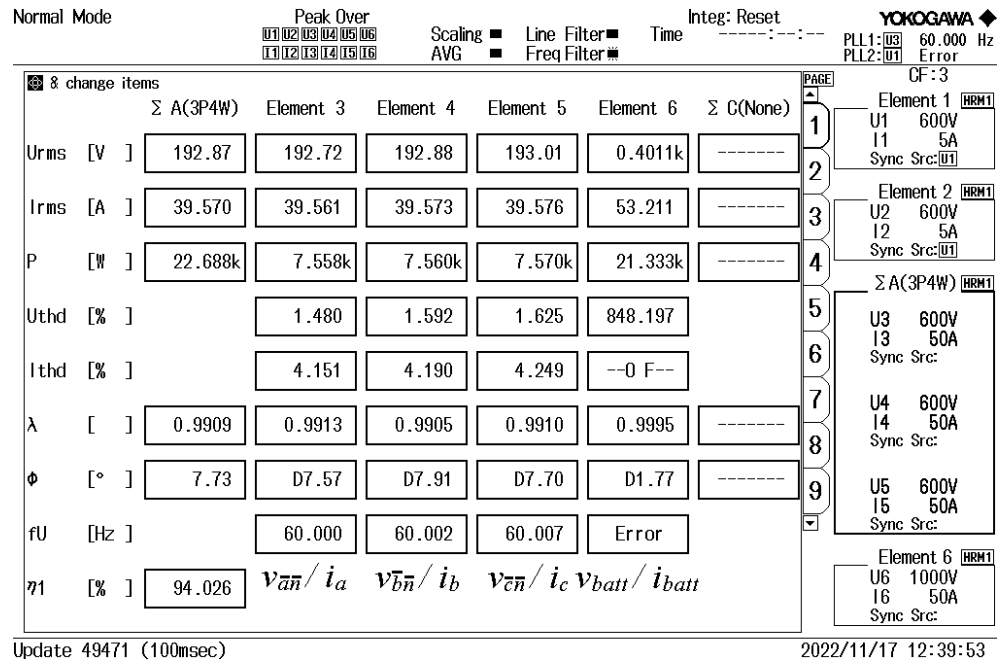 Normal Mode Peak Over Scaling ■ Line Filter■ Time Integ: Reset YOKOGAWA ◆
U1 U2 U3 U4 U5 U6 AVG ■ Freq Filter -----:--:-- PLL1:U3 60.000 Hz
I1 I2 I3 I4 I5 I6 PLL2:U1 Error
& change items PAGE CF:3
Σ A(3P4W) Element 3 Element 4 Element 5 Element 6 Σ C(None)
Urms [V ] 192.87 192.72 192.88 193.01 0.4011k -------
Irms [A ] 39.570 39.561 39.573 39.576 53.211 -------
P [W ] 22.688k 7.558k 7.560k 7.570k 21.333k -------
Uthd [% ] 1.480 1.592 1.625 848.197
Ithd [% ] 4.151 4.190 4.249 --O F--
λ [ ] 0.9909 0.9913 0.9905 0.9910 0.9995 -------
Φ [° ] 7.73 D7.57 D7.91 D7.70 D1.77 -------
fU [Hz ] 60.000 60.002 60.007 Error
η1 [% ] 94.026 v_a̅n̅ / i_a v_b̅n̅ / i_b v_c̅n̅ / i_c v_batt / i_batt
1
2
3
4
5
6
7
8
9
Element 1 HRM1
U1 600V
I1 5A
Sync Src:U1
Element 2 HRM1
U2 600V
I2 5A
Sync Src:U1
Σ A(3P4W) HRM1
U3 600V
I3 50A
Sync Src:
U4 600V
I4 50A
Sync Src:
U5 600V
I5 50A
Sync Src:
Element 6 HRM1
U6 1000V
I6 50A
Sync Src:
Update 49471 (100msec) 2022/11/17 12:39:53